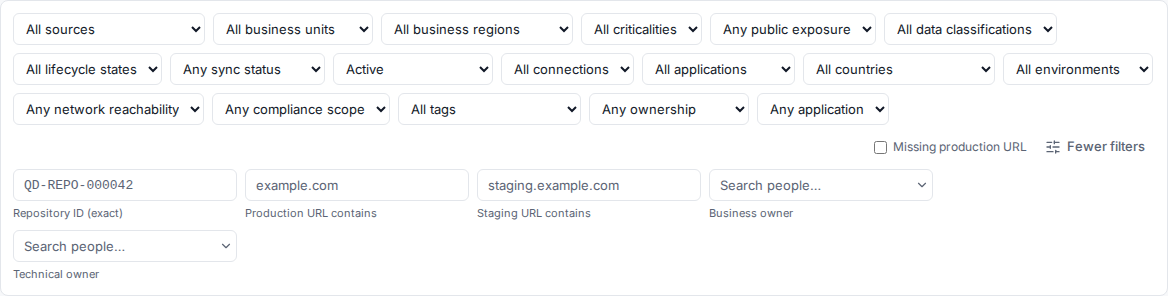 All sources All business units All business regions All criticalities Any public exposure All data classifications
All lifecycle states Any sync status Active All connections All applications All countries All environments
Any network reachability Any compliance scope All tags Any ownership Any application
Missing production URL Fewer filters
QD-REPO-000042 example.com staging.example.com Search people...
Repository ID (exact) Production URL contains Staging URL contains Business owner
Search people...
Technical owner